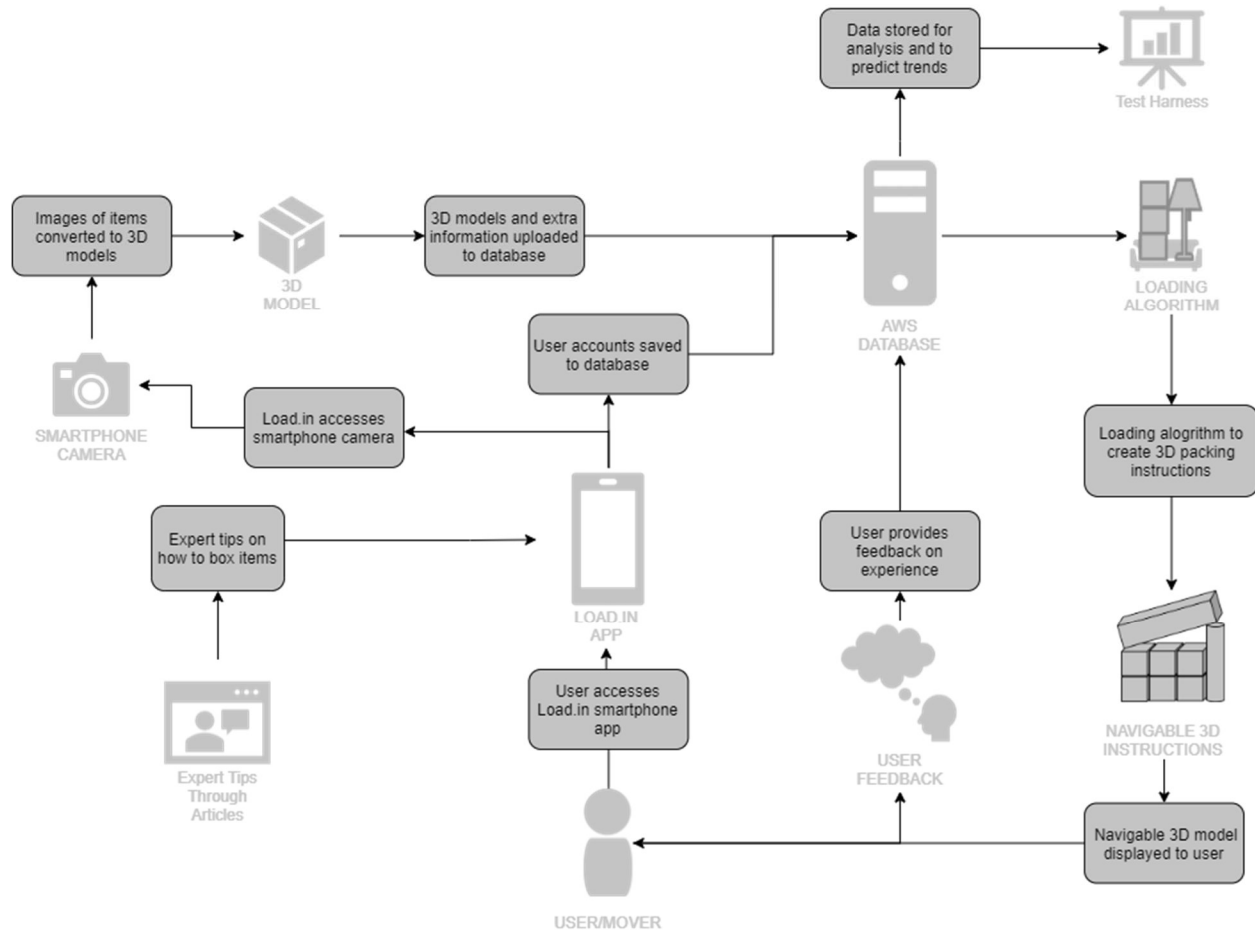 Data stored for
analysis and to
predict trends
Test Harness
Images of items
converted to 3D
models
3D
MODEL
3D models and extra
information uploaded
to database
AWS
DATABASE
LOADING
ALGORITHM
User accounts saved
to database
SMARTPHONE
CAMERA
Load.in accesses
smartphone camera
Loading alogrithm to
create 3D packing
instructions
Expert tips on
how to box items
LOAD.IN
APP
User provides
feedback on
experience
Expert Tips
Through
Articles
User accesses
Load.in smartphone
app
USER
FEEDBACK
NAVIGABLE 3D
INSTRUCTIONS
Navigable 3D model
displayed to user
USER/MOVER